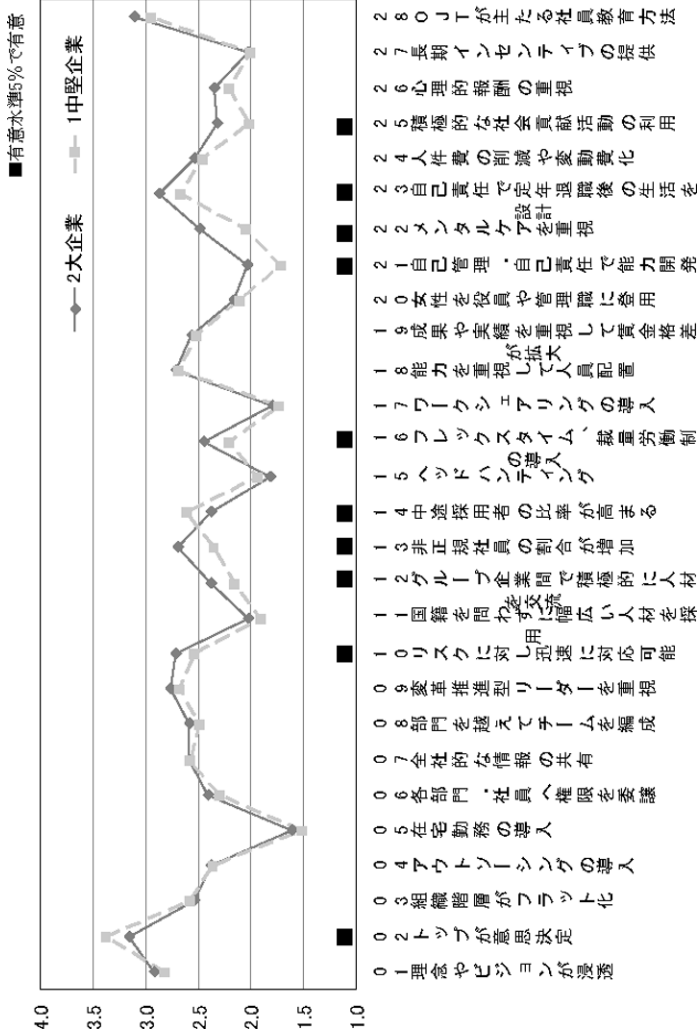 ■有意水準5%で有意
2大企業
1中堅企業
4.0
3.5
3.0
2.5
2.0
1.5
1.0
01理念やビジョンが浸透
02トップが意思決定
03組織階層がフラット化
04アウトソーシングの導入
05在宅勤務の導入
06各部門・社員へ権限を委譲
07全社的な情報の共有
08部門を越えてチームを編成
09変革推進型リーダーを重視
10リスクに対し迅速に対応可能
11国籍を問わずに幅広い人材を採
用
12グループ企業間で積極的に人材
を交流
13非正規社員の割合が増加
14中途採用者の比率が高まる
15ヘッドハンティング
16フレックスタイム、裁量労働制
の導入
17ワークシェアリングの導入
18能力を重視して人員配置
19成果や実績を重視して賃金格差
が拡大
20女性を役員や管理職に登用
21自己管理・自己責任で能力開発
22メンタルケアを重視
23自己責任で定年退職後の生活を
設計
24人件費の削減や変動費化
25積極的な社会貢献活動の利用
26心理的報酬の重視
27長期インセンティブの提供
28OJTが主たる社員教育方法